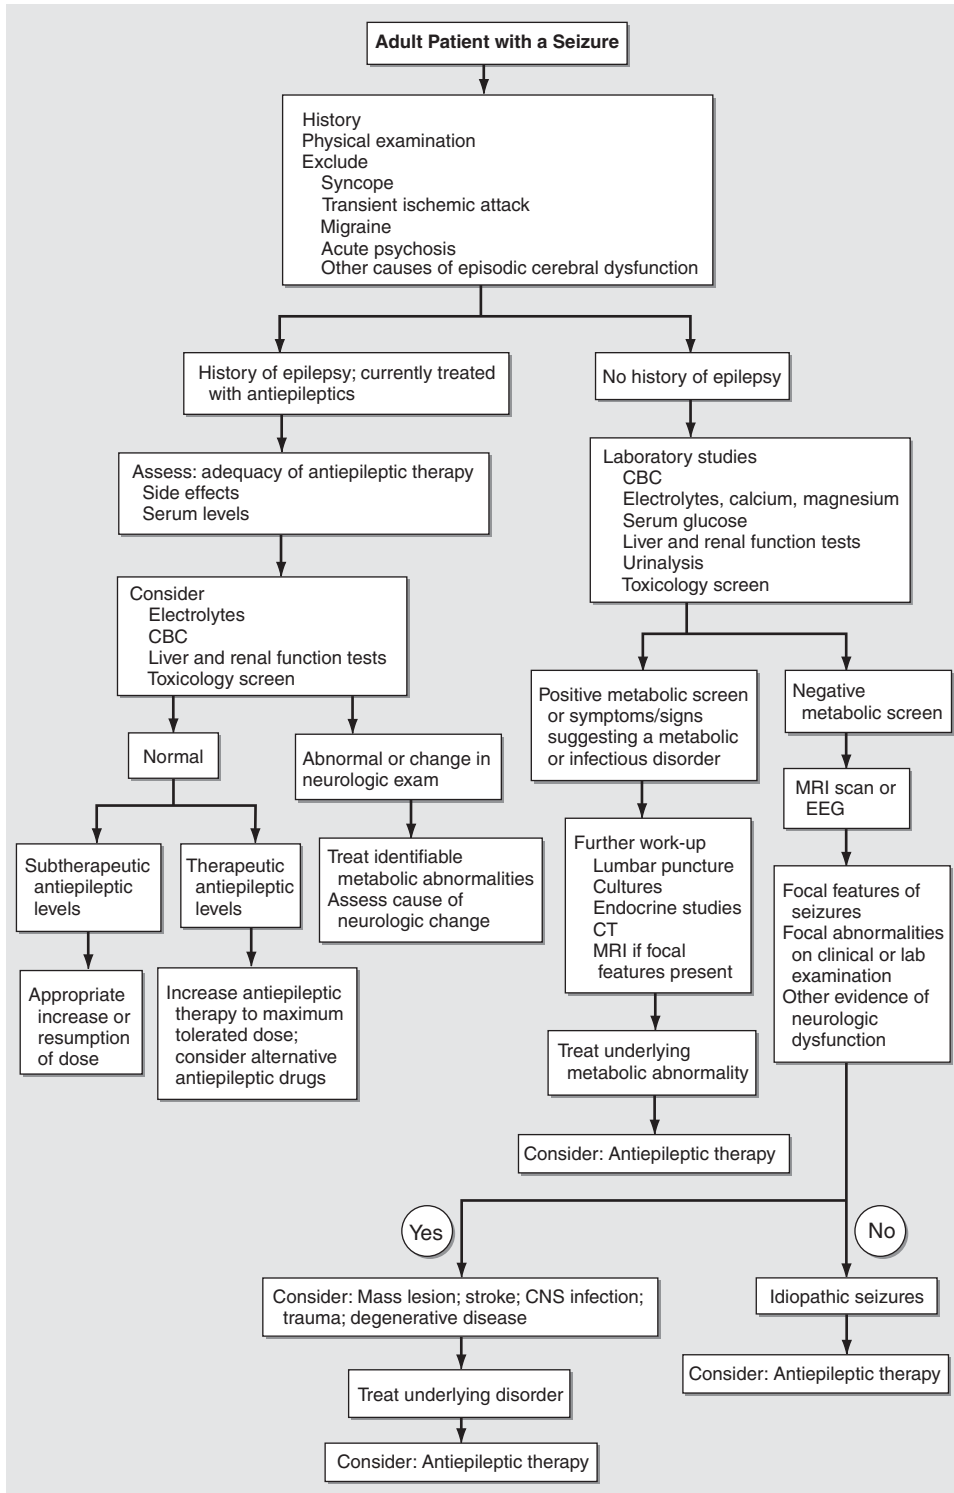 Adult Patient with a Seizure
History
Physical examination
Exclude
Syncope
Transient ischemic attack
Migraine
Acute psychosis
Other causes of episodic cerebral dysfunction
History of epilepsy; currently treated
with antiepileptics
No history of epilepsy
Assess: adequacy of antiepileptic therapy
Side effects
Serum levels
Laboratory studies
CBC
Electrolytes, calcium, magnesium
Serum glucose
Liver and renal function tests
Urinalysis
Toxicology screen
Consider
Electrolytes
CBC
Liver and renal function tests
Toxicology screen
Positive metabolic screen
or symptoms/signs
suggesting a metabolic
or infectious disorder
Negative
metabolic screen
Normal
Abnormal or change in
neurologic exam
MRI scan or
EEG
Subtherapeutic
antiepileptic
levels
Therapeutic
antiepileptic
levels
Treat identifiable
metabolic abnormalities
Assess cause of
neurologic change
Further work-up
Lumbar puncture
Cultures
Endocrine studies
CT
MRI if focal
features present
Focal features of
seizures
Focal abnormalities
on clinical or lab
examination
Other evidence of
neurologic
dysfunction
Appropriate
increase or
resumption
of dose
Increase antiepileptic
therapy to maximum
tolerated dose;
consider alternative
antiepileptic drugs
Treat underlying
metabolic abnormality
Consider: Antiepileptic therapy
Yes
No
Consider: Mass lesion; stroke; CNS infection;
trauma; degenerative disease
Idiopathic seizures
Treat underlying disorder
Consider: Antiepileptic therapy
Consider: Antiepileptic therapy